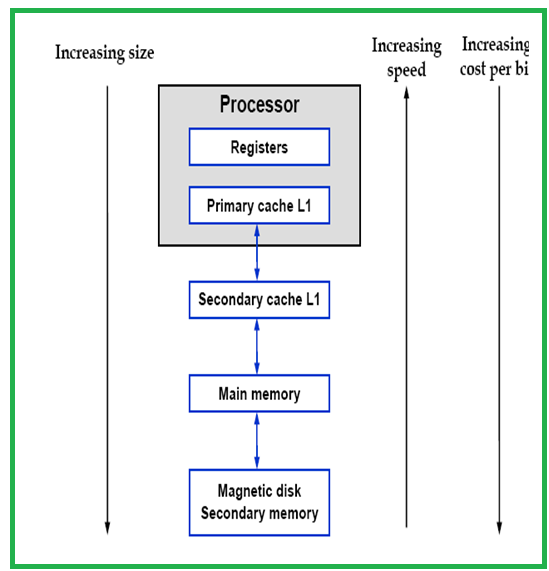 Increasing size
Increasing
speed
Increasing
cost per bi
Processor
Registers
Primary cache L1
Secondary cache L1
Main memory
Magnetic disk
Secondary memory